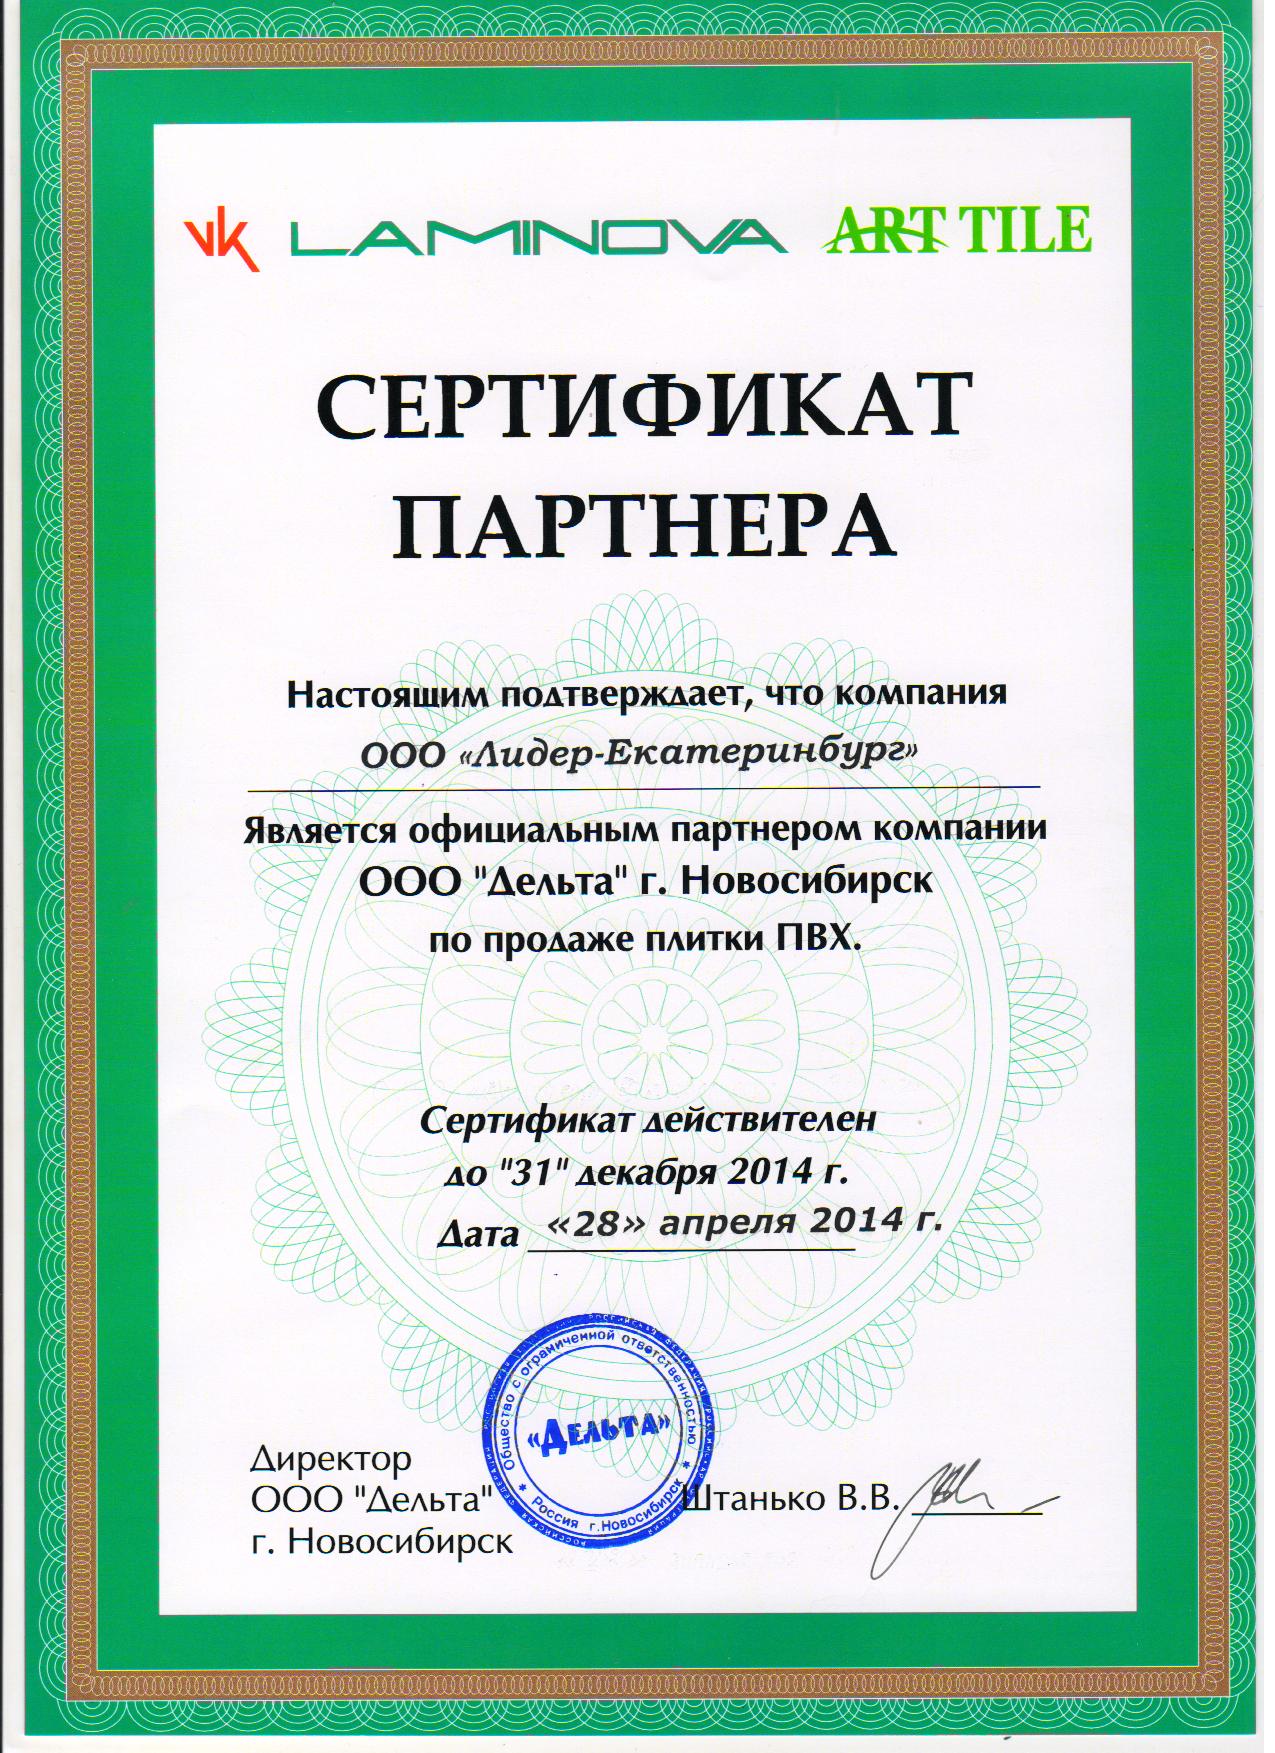 vk LAMINOVA ART TILE
СЕРТИФИКАТ
ПАРТНЕРА
Настоящим подтверждает, что компания
ООО «Лидер-Екатеринбург»
Является официальным партнером компании
ООО "Дельта" г. Новосибирск
по продаже плитки ПВХ.
Сертификат действителен
до "31" декабря 2014 г.
Дата «28» апреля 2014 г.
Общество с ограниченной ответственностью
«ДЕЛЬТА»
* Россия г.Новосибирск *
Директор
ООО "Дельта"
г. Новосибирск
Штанько В.В.